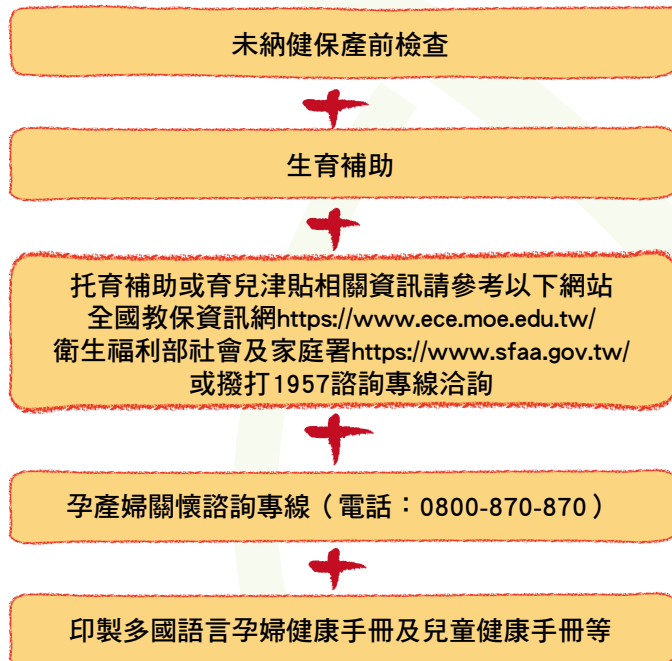 未納健保產前檢查
生育補助
托育補助或育兒津貼相關資訊請參考以下網站
全國教保資訊網https://www.ece.moe.edu.tw/
衛生福利部社會及家庭署https://www.sfaa.gov.tw/
或撥打1957諮詢專線洽詢
孕產婦關懷諮詢專線（電話：0800-870-870）
印製多國語言孕婦健康手冊及兒童健康手冊等